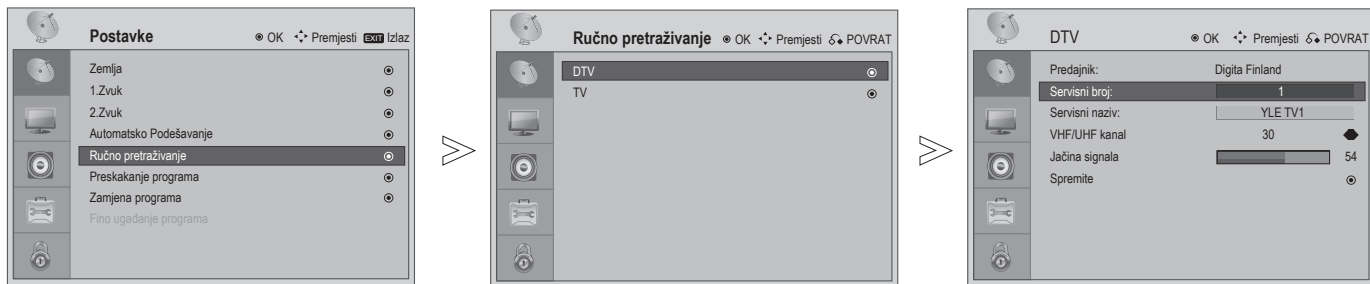 Postavke
OK Premjesti EXIT Izlaz
Zemlja
1.Zvuk
2.Zvuk
Automatsko Podešavanje
Ručno pretraživanje
Preskakanje programa
Zamjena programa
Fino ugađanje programa
Ručno pretraživanje
OK Premjesti POVRAT
DTV
TV
DTV
OK Premjesti POVRAT
Predajnik: Digita Finland
Servisni broj: 1
Servisni naziv: YLE TV1
VHF/UHF kanal 30
Jačina signala 54
Spremite